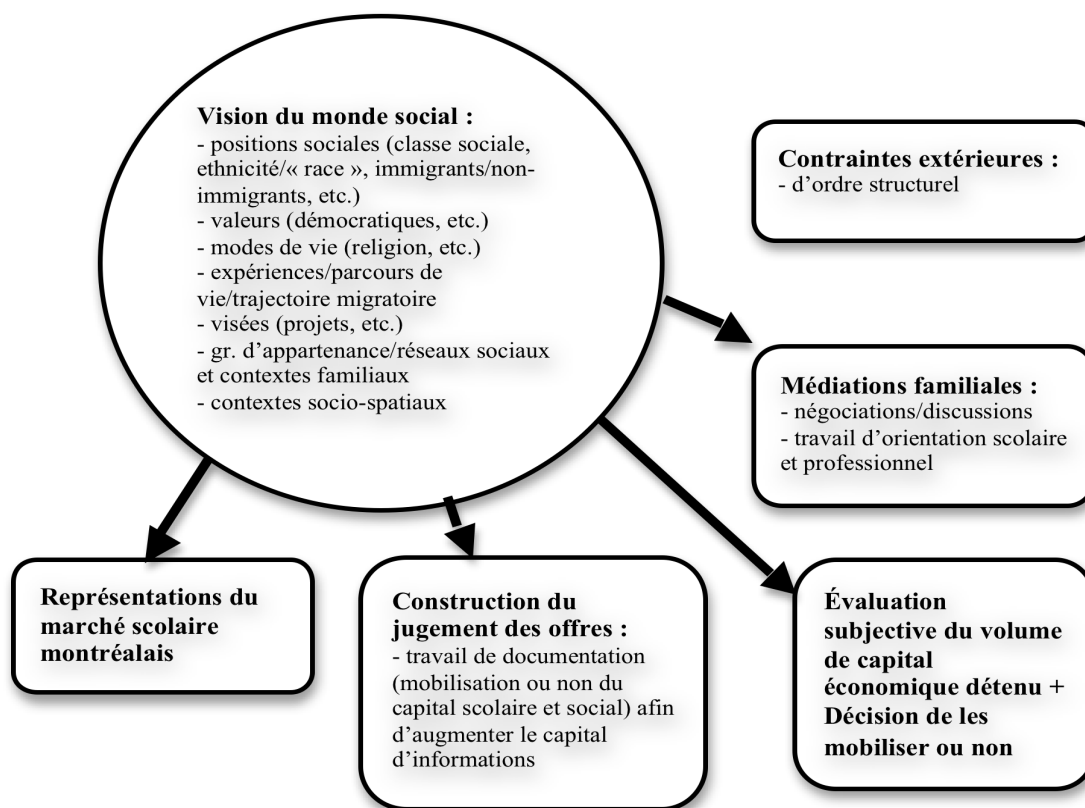 Vision du monde social :
- positions sociales (classe sociale,
ethnicité/« race », immigrants/non-
immigrants, etc.)
- valeurs (démocratiques, etc.)
- modes de vie (religion, etc.)
- expériences/parcours de
vie/trajectoire migratoire
- visées (projets, etc.)
- gr. d'appartenance/réseaux sociaux
et contextes familiaux
- contextes socio-spatiaux
Contraintes extérieures :
- d'ordre structurel
Médiations familiales :
- négociations/discussions
- travail d'orientation scolaire
et professionnel
Représentations du
marché scolaire
montréalais
Construction du
jugement des offres :
- travail de documentation
(mobilisation ou non du
capital scolaire et social) afin
d'augmenter le capital
d'informations
Évaluation
subjective du volume
de capital
économique détenu +
Décision de les
mobiliser ou non